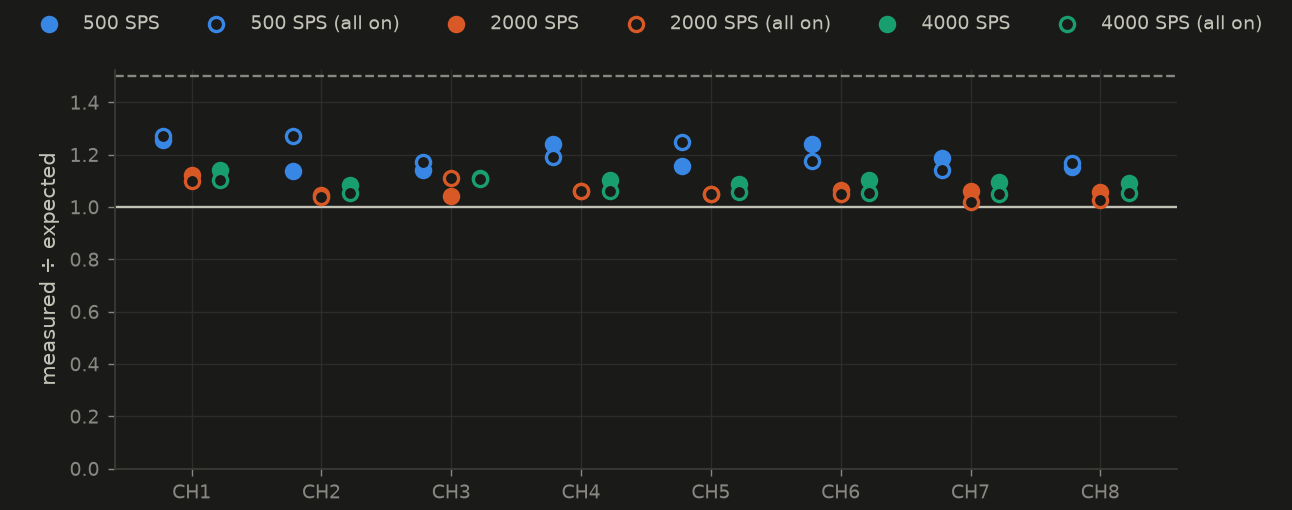 500 SPS 500 SPS (all on) 2000 SPS 2000 SPS (all on) 4000 SPS 4000 SPS (all on)
measured ÷ expected
1.4
1.2
1.0
0.8
0.6
0.4
0.2
0.0
CH1 CH2 CH3 CH4 CH5 CH6 CH7 CH8